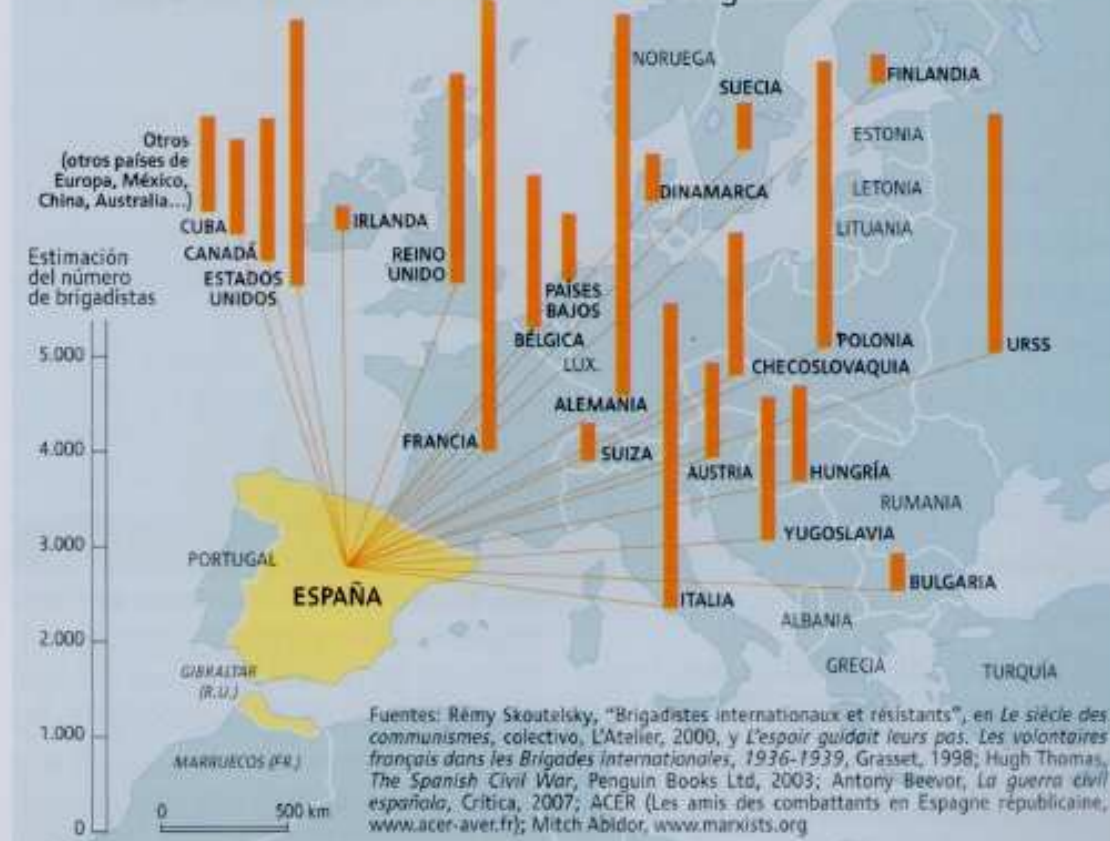 NORUEGA
FINLANDIA
SUECIA
ESTONIA
Otros
(otros países de
Europa, México,
China, Australia...)
DINAMARCA
LETONIA
CUBA
IRLANDA
LITUANIA
CANADÁ
REINO
UNIDO
Estimación
del número
de brigadistas
ESTADOS
UNIDOS
PAÍSES
BAJOS
BÉLGICA
POLONIA
URSS
5.000
LUX.
CHECOSLOVAQUIA
ALEMANIA
4.000
FRANCIA
SUIZA
AUSTRIA
HUNGRÍA
RUMANIA
3.000
PORTUGAL
YUGOSLAVIA
ESPAÑA
BULGARIA
ITALIA
ALBANIA
2.000
GIBRALTAR
(R.U.)
GRECIA
TURQUÍA
1.000
MARRUECOS (FR.)
0 500 km
0
Fuentes: Rémy Skoutelsky, "Brigadistes internationaux et résistants", en Le siècle des
communismes, colectivo, L'Atelier, 2000, y L'espoir guidait leurs pas. Les volontaires
français dans les Brigades internationales, 1936-1939, Grasset, 1998; Hugh Thomas,
The Spanish Civil War, Penguin Books Ltd, 2003; Antony Beevor, La guerra civil
española, Crítica, 2007; ACER (Les amis des combattants en Espagne républicaine,
www.acer-aver.fr); Mitch Abidor, www.marxists.org